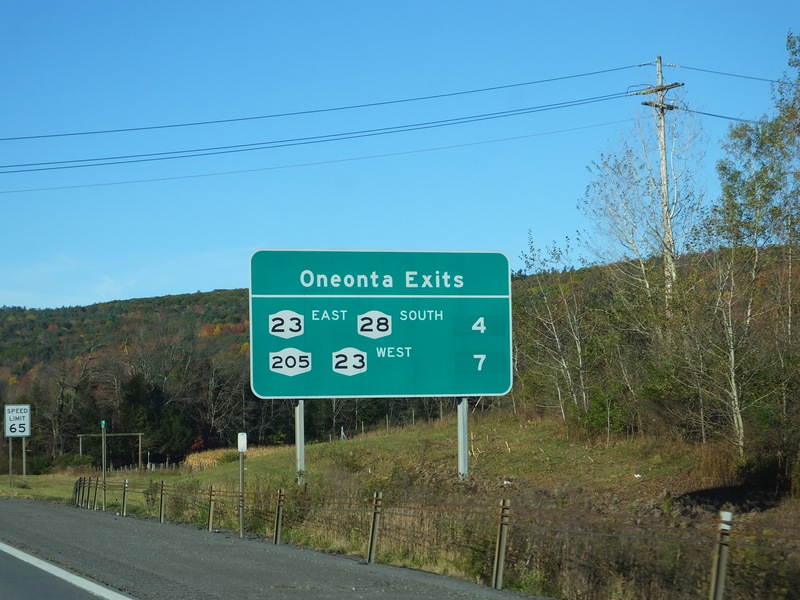 Oneonta Exits
23 EAST 28 SOUTH 4
205 23 WEST 7
SPEED
LIMIT
65